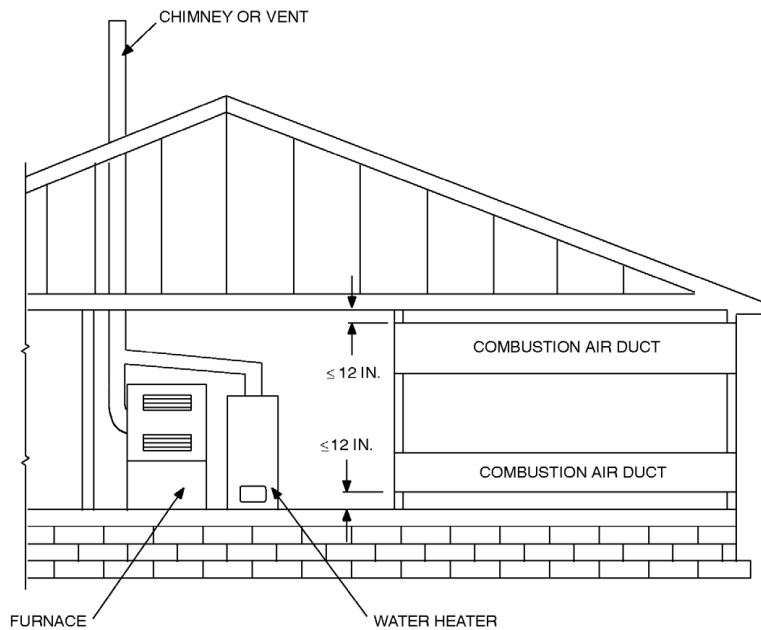 CHIMNEY OR VENT
COMBUSTION AIR DUCT
≤ 12 IN.
≤ 12 IN.
COMBUSTION AIR DUCT
FURNACE
WATER HEATER